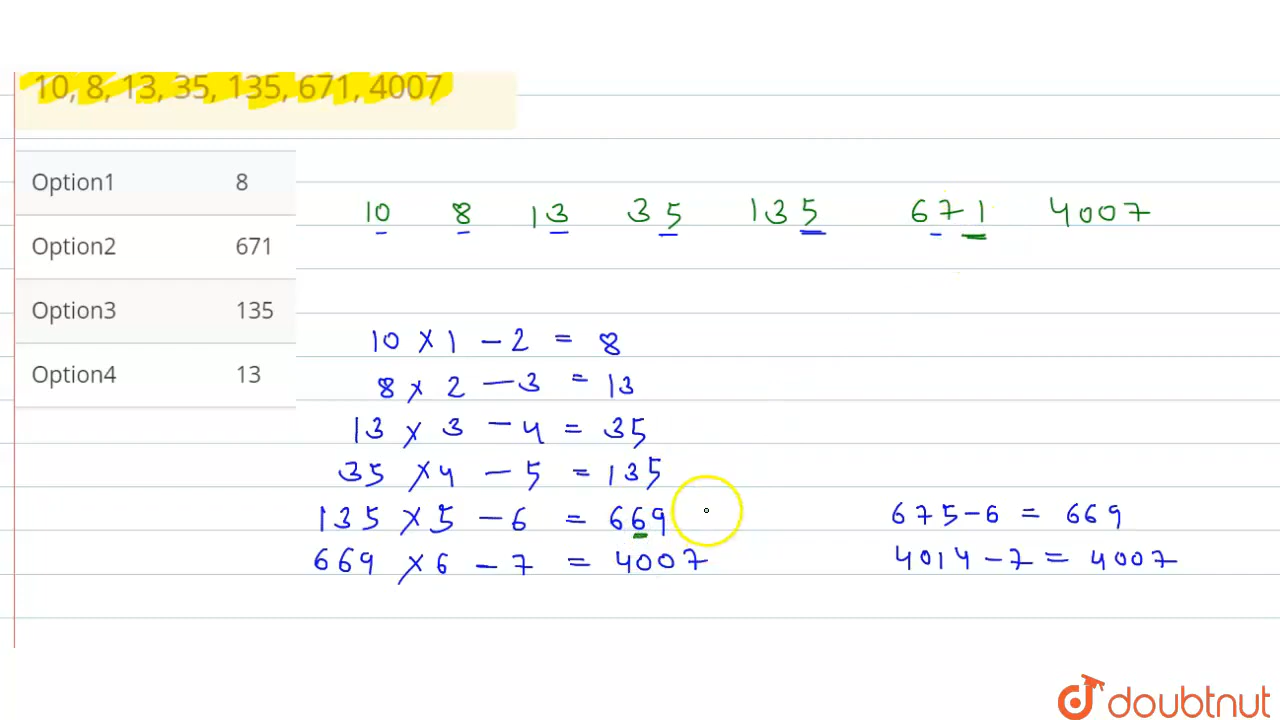 10, 8, 13, 35, 135, 671, 4007
Option1 8
Option2 671
Option3 135
Option4 13
10 8 13 35 135 671 4007
10 × 1 - 2 = 8
8 × 2 - 3 = 13
13 × 3 - 4 = 35
35 × 4 - 5 = 135
135 × 5 - 6 = 669
669 × 6 - 7 = 4007
675 - 6 = 669
4014 - 7 = 4007
doubtnut